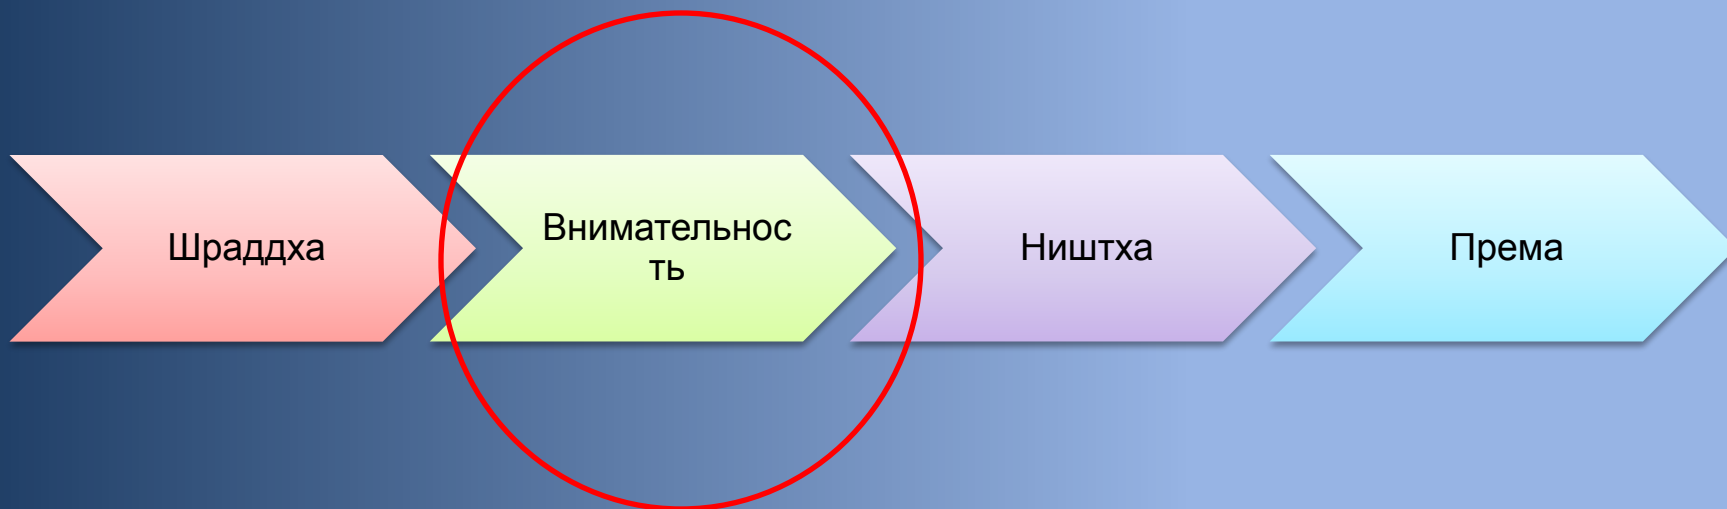 Шраддха
Внимательнос
ть
Ништха
Према